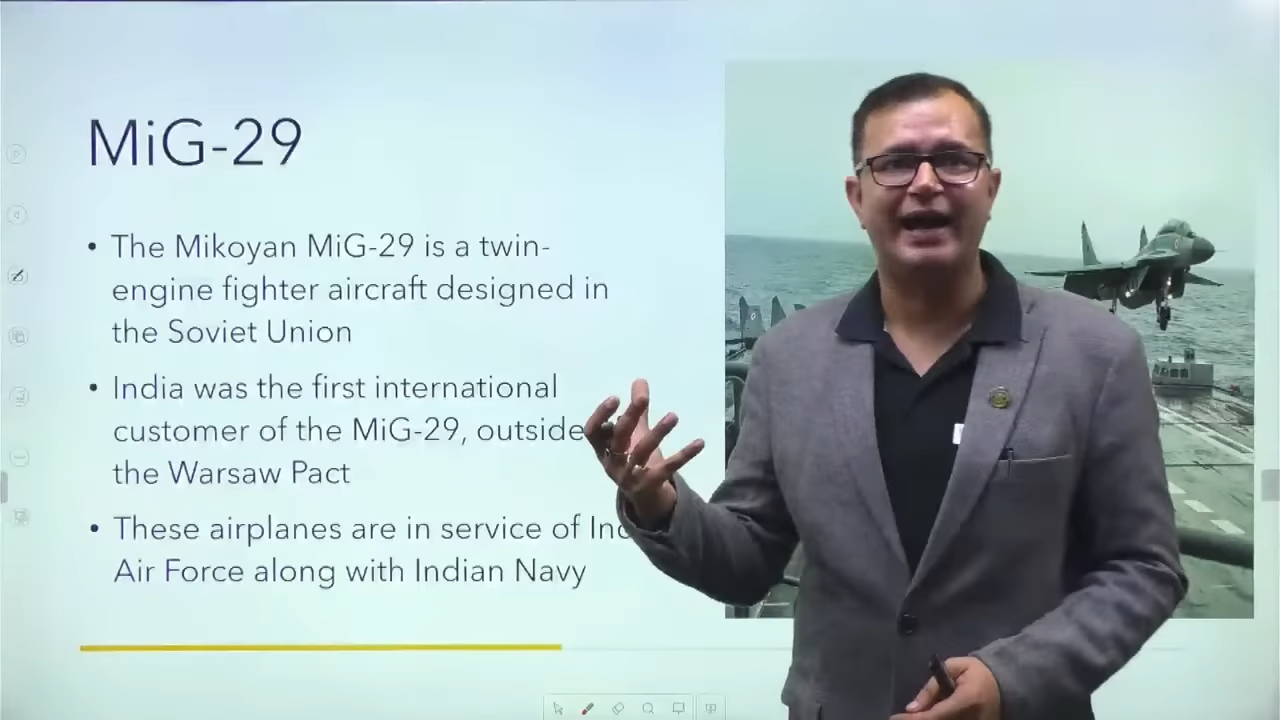 MiG-29
• The Mikoyan MiG-29 is a twin-
engine fighter aircraft designed in
the Soviet Union
• India was the first international
customer of the MiG-29, outside
the Warsaw Pact
• These airplanes are in service of
Air Force along with Indian Navy